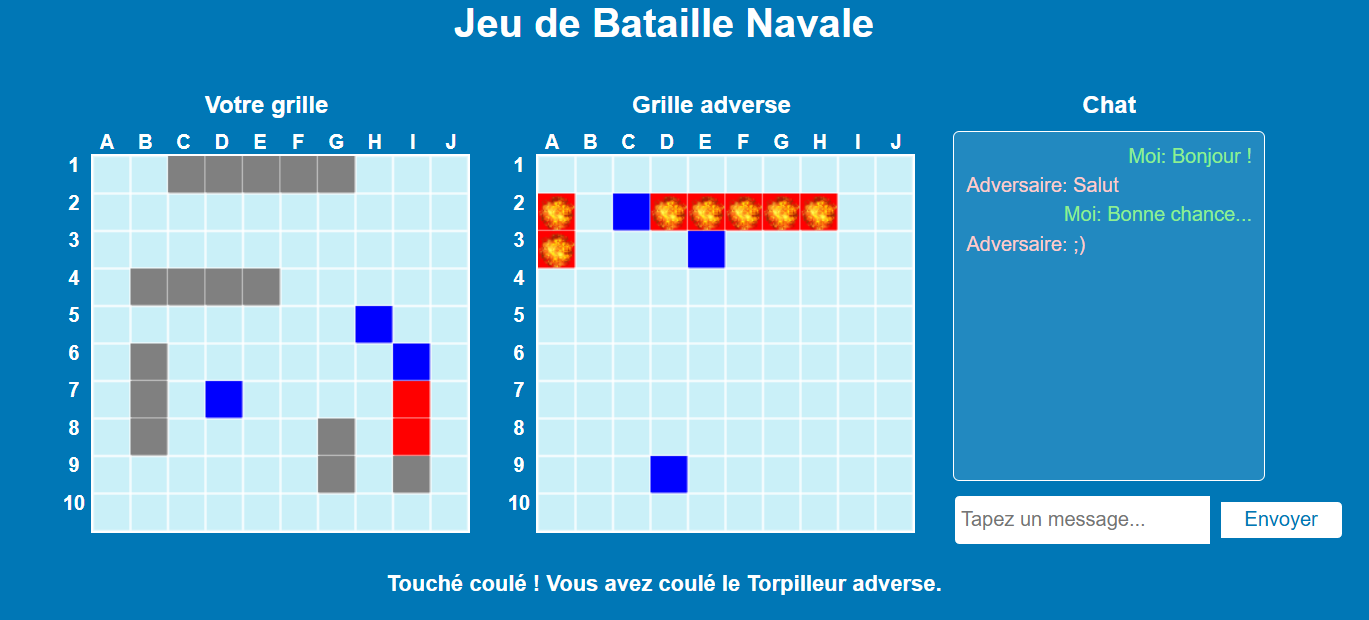 Jeu de Bataille Navale
Votre grille
A B C D E F G H I J
1
2
3
4
5
6
7
8
9
10
Grille adverse
A B C D E F G H I J
1
2
3
4
5
6
7
8
9
10
Chat
Moi: Bonjour !
Adversaire: Salut
Moi: Bonne chance...
Adversaire: ;)
Tapez un message...
Envoyer
Touché coulé ! Vous avez coulé le Torpilleur adverse.